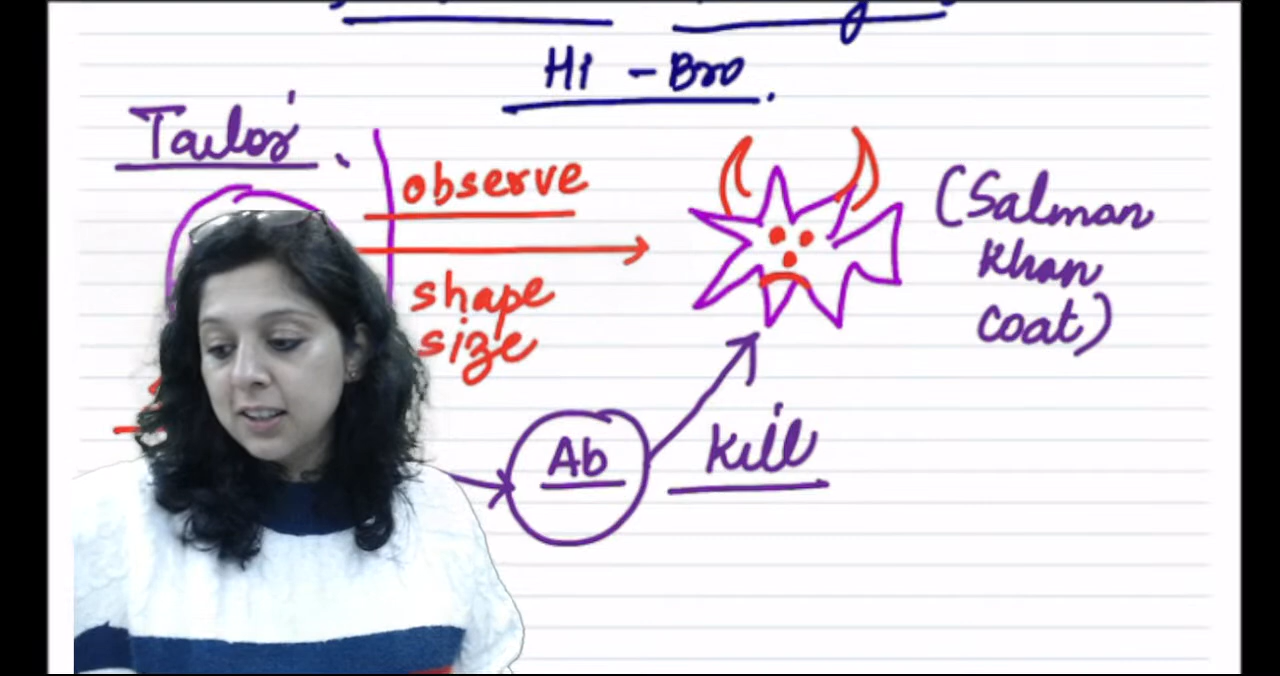 Hi - Bro.
Tailor
observe
shape
size
(Salman
Khan
coat)
Ab
Kill